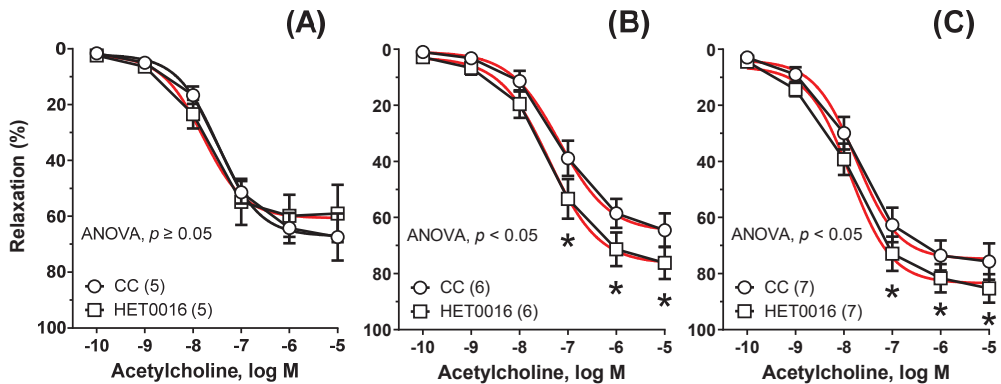 (A)
(B)
(C)
Relaxation (%)
0
20
40
60
80
100
ANOVA, p ≥ 0.05
CC (5)
HET0016 (5)
-10 -9 -8 -7 -6 -5
Acetylcholine, log M
0
20
40
60
80
100
ANOVA, p < 0.05
CC (6)
HET0016 (6)
*
*
*
-10 -9 -8 -7 -6 -5
Acetylcholine, log M
0
20
40
60
80
100
ANOVA, p < 0.05
CC (7)
HET0016 (7)
*
*
*
-10 -9 -8 -7 -6 -5
Acetylcholine, log M